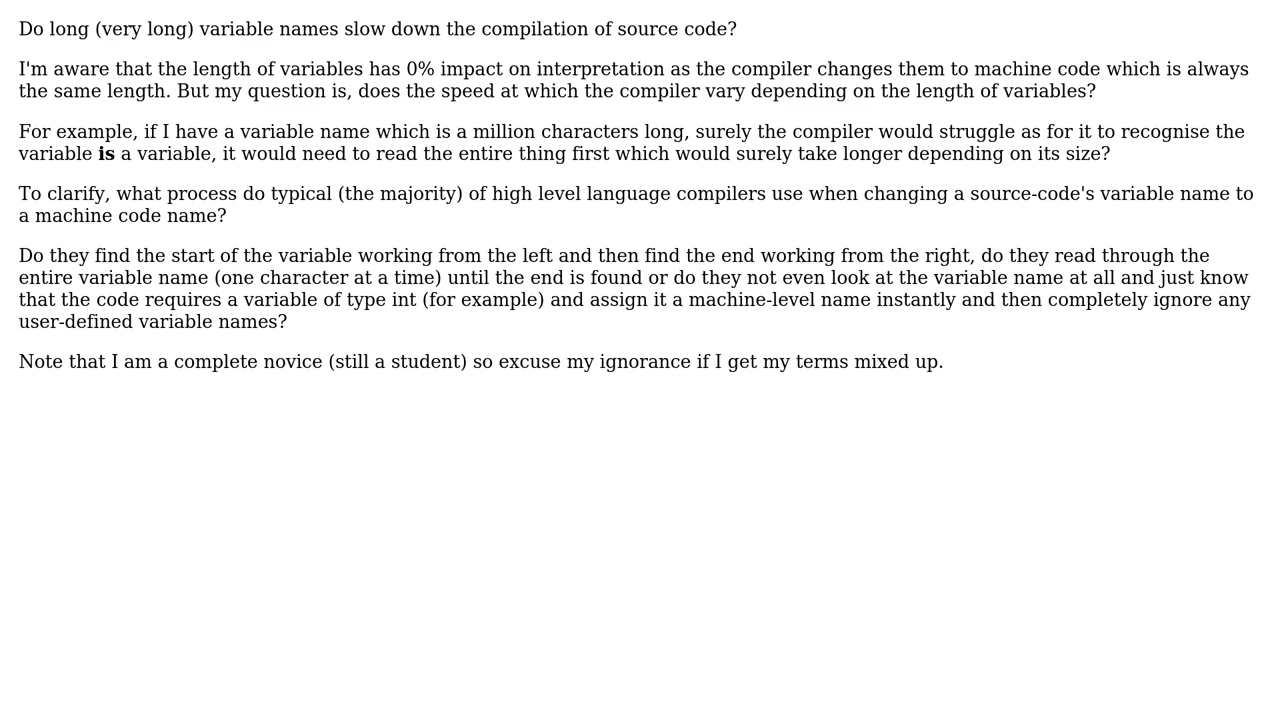 Do long (very long) variable names slow down the compilation of source code?
I'm aware that the length of variables has 0% impact on interpretation as the compiler changes them to machine code which is always
the same length. But my question is, does the speed at which the compiler vary depending on the length of variables?
For example, if I have a variable name which is a million characters long, surely the compiler would struggle as for it to recognise the
variable is a variable, it would need to read the entire thing first which would surely take longer depending on its size?
To clarify, what process do typical (the majority) of high level language compilers use when changing a source-code's variable name to
a machine code name?
Do they find the start of the variable working from the left and then find the end working from the right, do they read through the
entire variable name (one character at a time) until the end is found or do they not even look at the variable name at all and just know
that the code requires a variable of type int (for example) and assign it a machine-level name instantly and then completely ignore any
user-defined variable names?
Note that I am a complete novice (still a student) so excuse my ignorance if I get my terms mixed up.